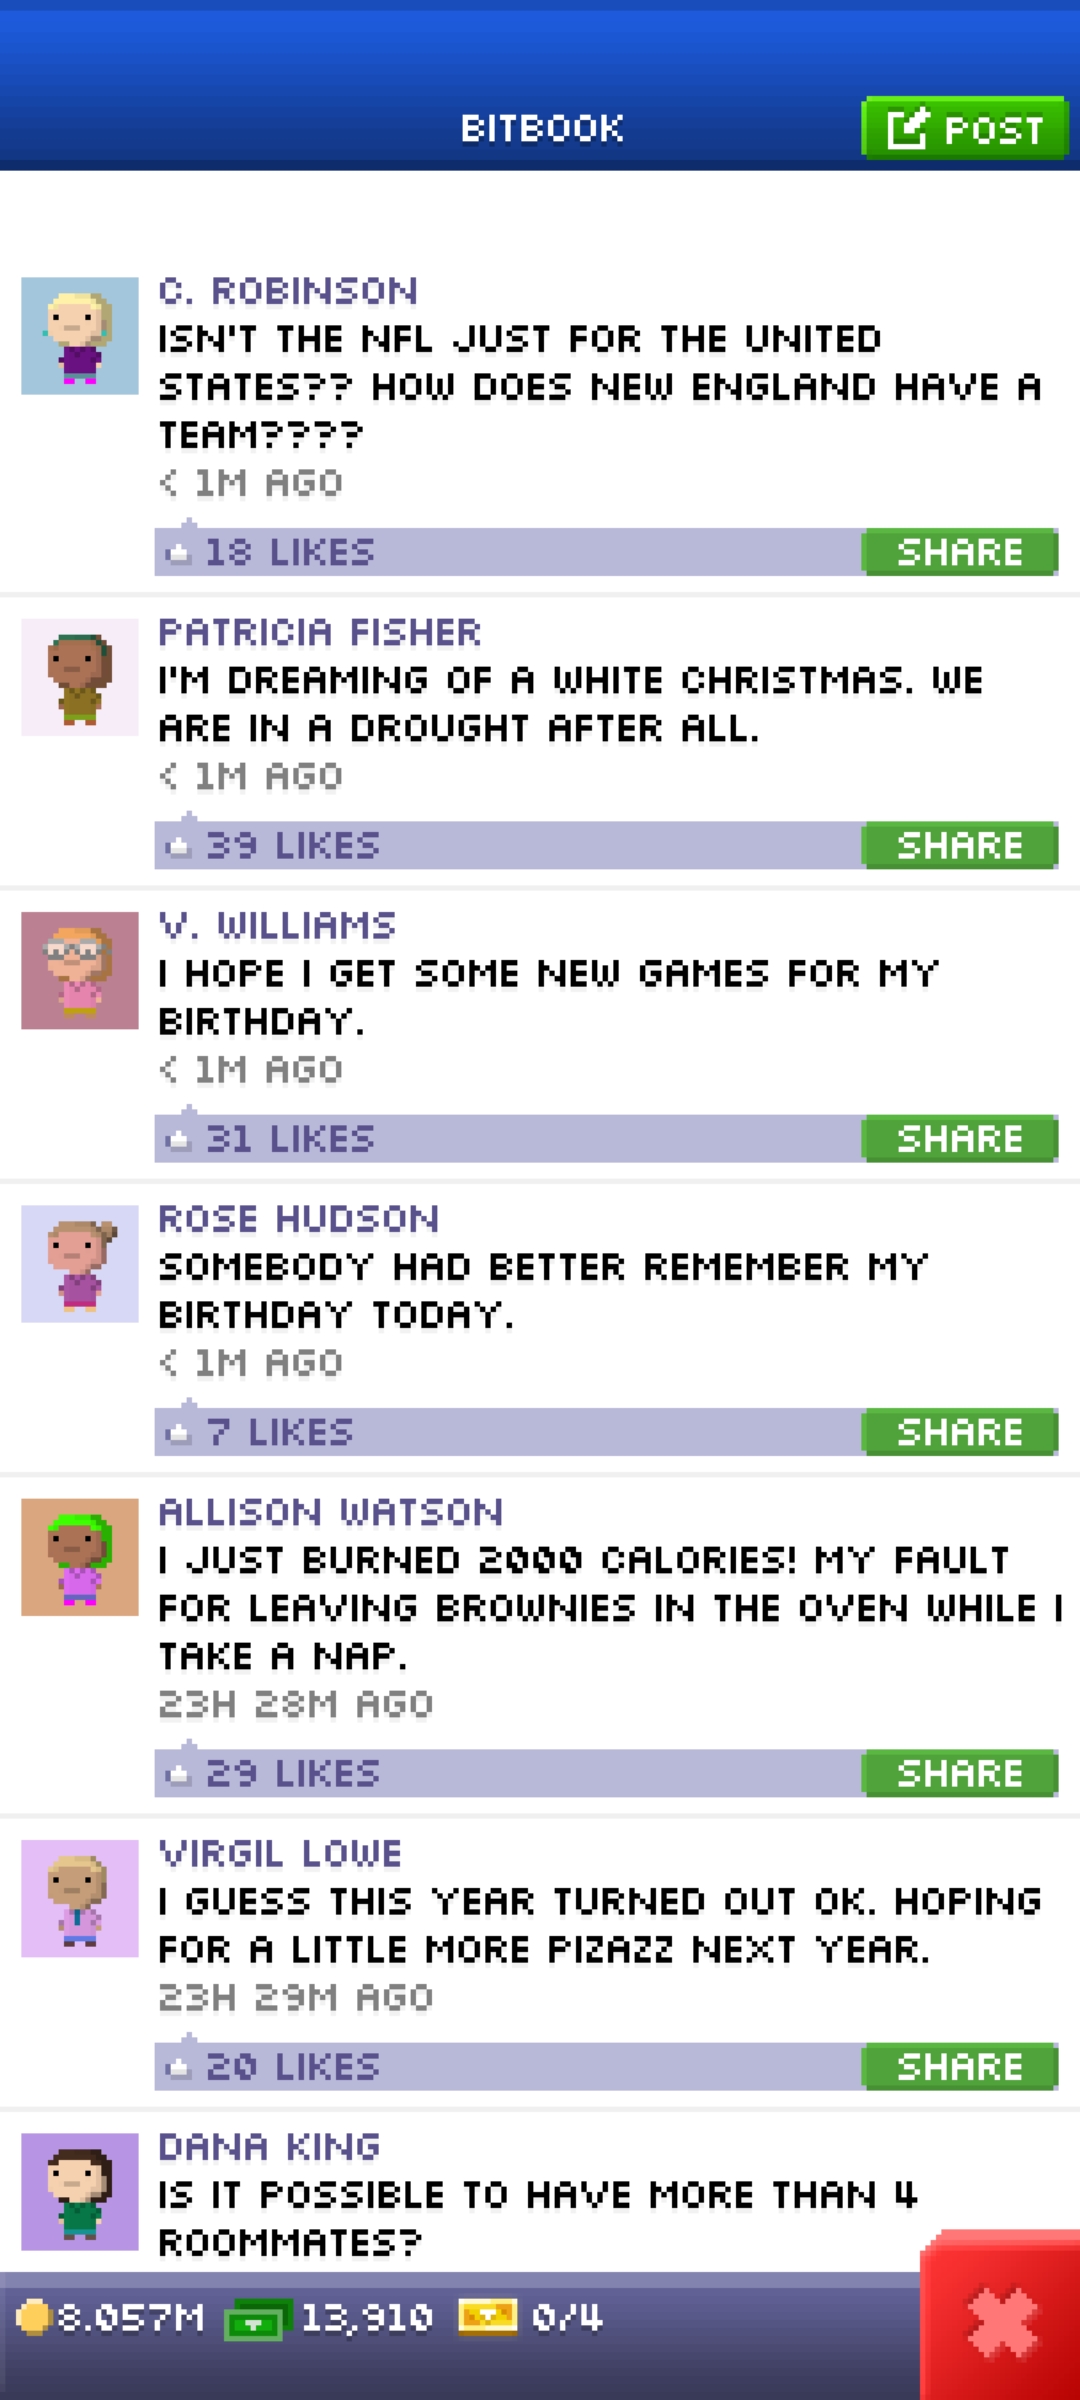 BITBOOK
POST
C. ROBINSON
ISN'T THE NFL JUST FOR THE UNITED
STATES?? HOW DOES NEW ENGLAND HAVE A
TEAM????
< 1M AGO
18 LIKES
SHARE
PATRICIA FISHER
I'M DREAMING OF A WHITE CHRISTMAS. WE
ARE IN A DROUGHT AFTER ALL.
< 1M AGO
39 LIKES
SHARE
V. WILLIAMS
I HOPE I GET SOME NEW GAMES FOR MY
BIRTHDAY.
< 1M AGO
31 LIKES
SHARE
ROSE HUDSON
SOMEBODY HAD BETTER REMEMBER MY
BIRTHDAY TODAY.
< 1M AGO
7 LIKES
SHARE
ALLISON WATSON
I JUST BURNED 2000 CALORIES! MY FAULT
FOR LEAVING BROWNIES IN THE OVEN WHILE I
TAKE A NAP.
23H 28M AGO
29 LIKES
SHARE
VIRGIL LOWE
I GUESS THIS YEAR TURNED OUT OK. HOPING
FOR A LITTLE MORE PIZAZZ NEXT YEAR.
23H 29M AGO
20 LIKES
SHARE
DANA KING
IS IT POSSIBLE TO HAVE MORE THAN 4
ROOMMATES?
8.057M 13,910 0/4